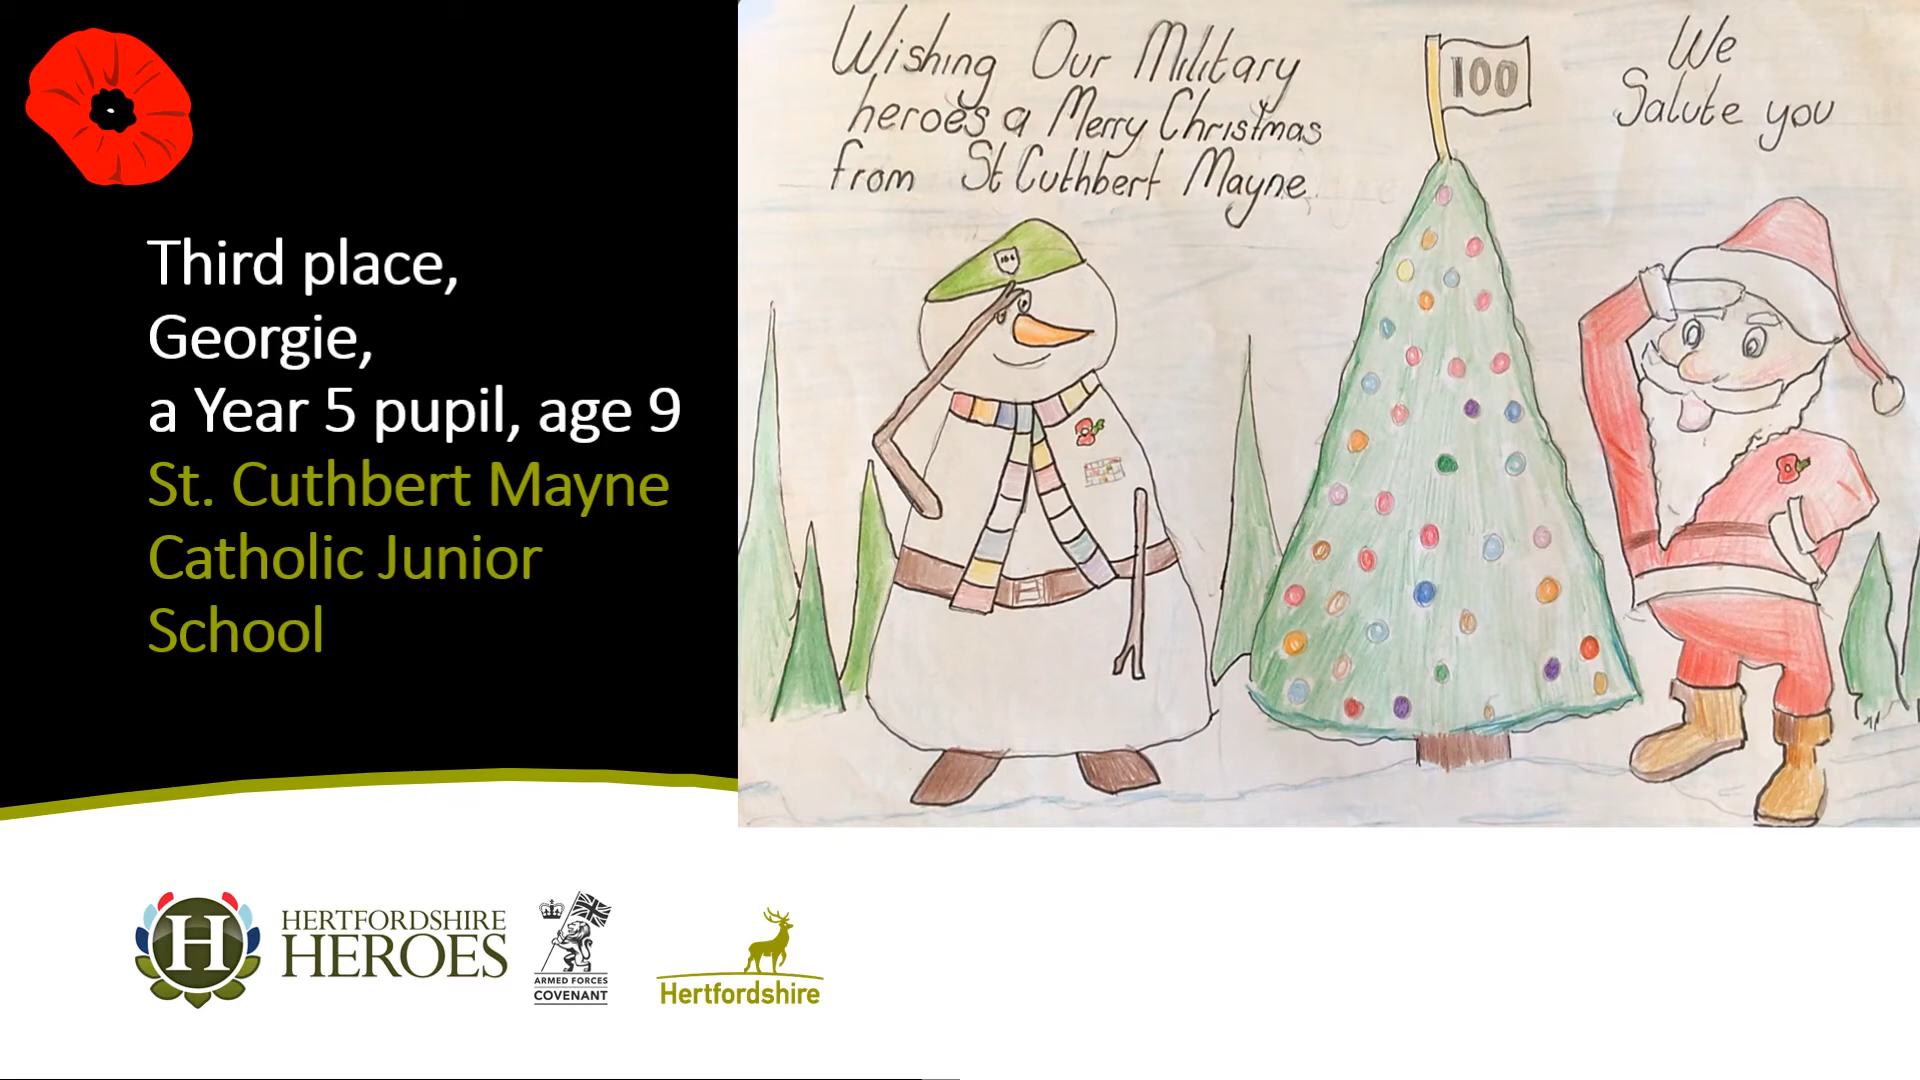 Third place,
Georgie,
a Year 5 pupil, age 9
St. Cuthbert Mayne
Catholic Junior
School
Wishing Our Military
heroes a Merry Christmas
from St Cuthbert Mayne
100
We
Salute you
H
HERTFORDSHIRE
HEROES
ARMED FORCES
COVENANT
Hertfordshire